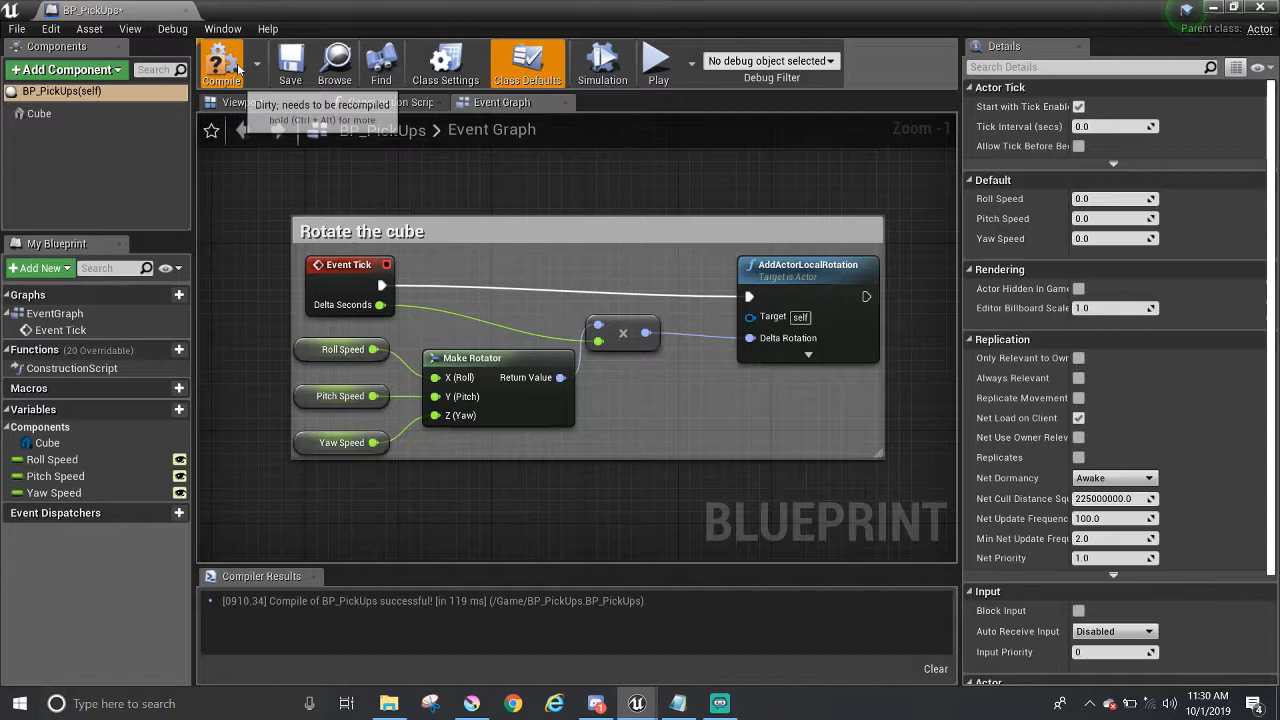 BP_PickUps*
File Edit Asset View Debug Window Help
Parent class: Actor
Components
+ Add Component
Search
BP_PickUps(self)
Cube
Compile
Save
Browse
Find
Class Settings
Class Defaults
Simulation
Play
No debug object selected
Debug Filter
Dirty; needs to be recompiled
hold (Ctrl + Alt) for more
Event Graph
BP_PickUps > Event Graph
Zoom -1
Rotate the cube
Event Tick
Delta Seconds
Roll Speed
Pitch Speed
Yaw Speed
Make Rotator
X (Roll)
Return Value
Y (Pitch)
Z (Yaw)
AddActorLocalRotation
Target is Actor
Target self
Delta Rotation
BLUEPRINT
My Blueprint
+Add New
Search
Graphs
EventGraph
Event Tick
Functions (20 Overridable)
ConstructionScript
Macros
Variables
Components
Cube
Roll Speed
Pitch Speed
Yaw Speed
Event Dispatchers
Compiler Results
[0910.34] Compile of BP_PickUps successful! [in 119 ms] (/Game/BP_PickUps.BP_PickUps)
Clear
Details
Search Details
Actor Tick
Start with Tick Enable
Tick Interval (secs) 0.0
Allow Tick Before Be
Default
Roll Speed 0.0
Pitch Speed 0.0
Yaw Speed 0.0
Rendering
Actor Hidden In Game
Editor Billboard Scale 1.0
Replication
Only Relevant to Own
Always Relevant
Replicate Movement
Net Load on Client
Net Use Owner Relev
Replicates
Net Dormancy Awake
Net Cull Distance Squ 225000000.0
Net Update Frequenc 100.0
Min Net Update Freq 2.0
Net Priority 1.0
Input
Block Input
Auto Receive Input Disabled
Input Priority 0
Actor
Type here to search
11:30 AM
10/1/2019